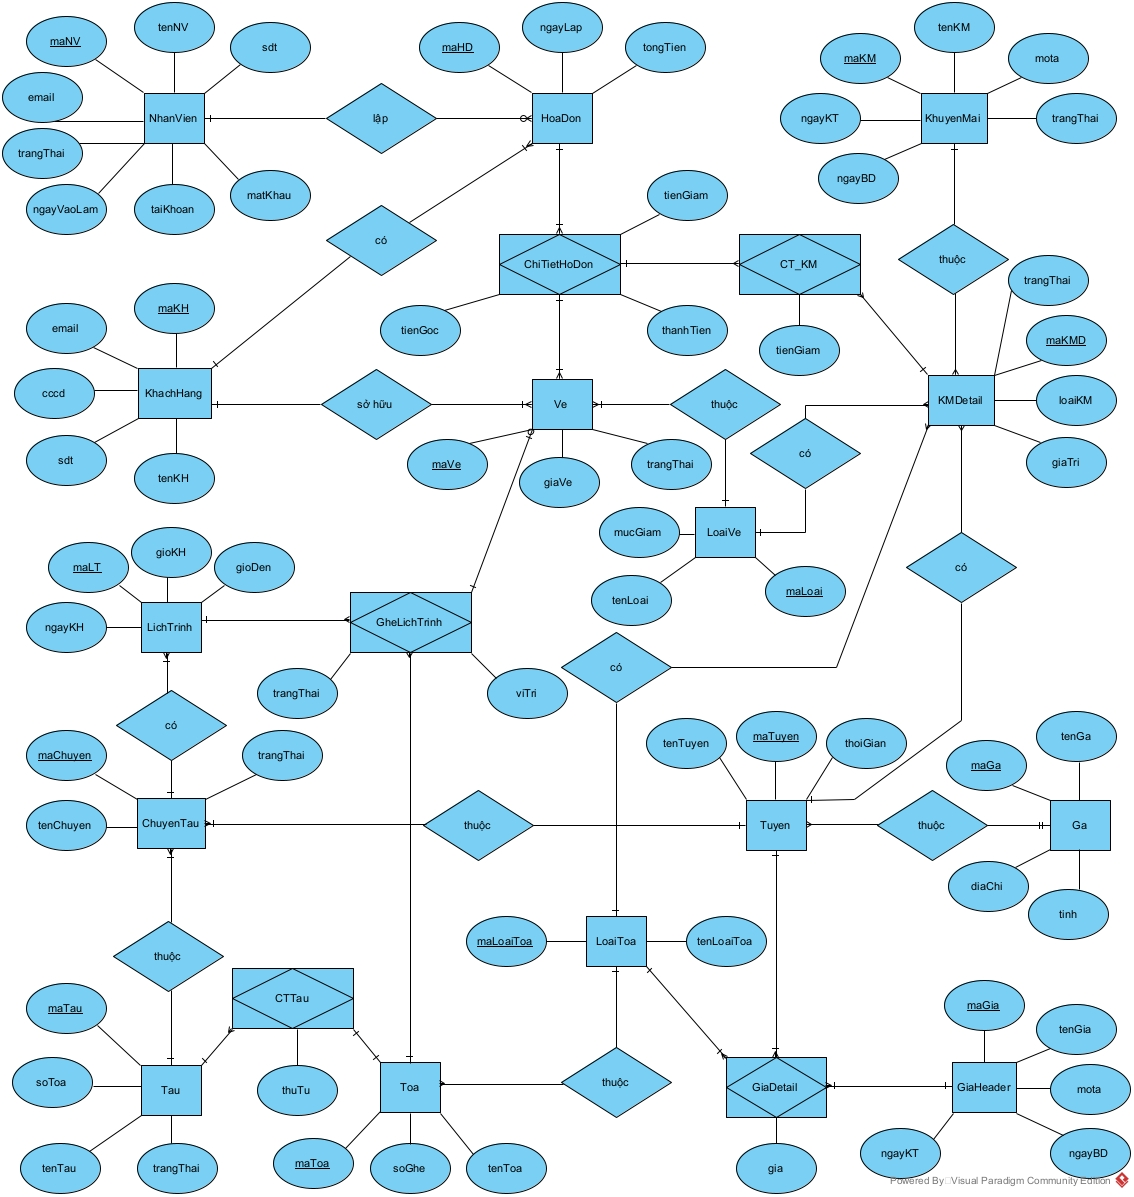 tenNV
maNV
sdt
email
NhanVien
trangThai
ngayVaoLam
taiKhoan
matKhau
lập
ngayLap
maHD
tongTien
HoaDon
tenKM
maKM
mota
ngayKT
KhuyenMai
trangThai
ngayBD
có
tienGiam
ChiTietHoDon
CT_KM
thuộc
tienGoc
thanhTien
tienGiam
trangThai
maKMD
KMDetail
loaiKM
giaTri
maKH
email
cccd
KhachHang
sdt
tenKH
sở hữu
Ve
thuộc
maVe
giaVe
trangThai
có
mucGiam
LoaiVe
tenLoai
maLoai
có
gioKH
maLT
gioDen
ngayKH
LichTrinh
GheLichTrinh
trangThai
viTri
có
có
maChuyen
trangThai
tenChuyen
ChuyenTau
thuộc
tenTuyen
maTuyen
thoiGian
Tuyen
thuộc
tenGa
maGa
Ga
diaChi
tinh
thuộc
maLoaiToa
LoaiToa
tenLoaiToa
CTTau
maTau
soToa
Tau
thuTu
Toa
thuộc
GiaDetail
maGia
tenGia
GiaHeader
mota
ngayKT
ngayBD
tenTau
trangThai
maToa
soGhe
tenToa
gia
Powered By Visual Paradigm Community Edition